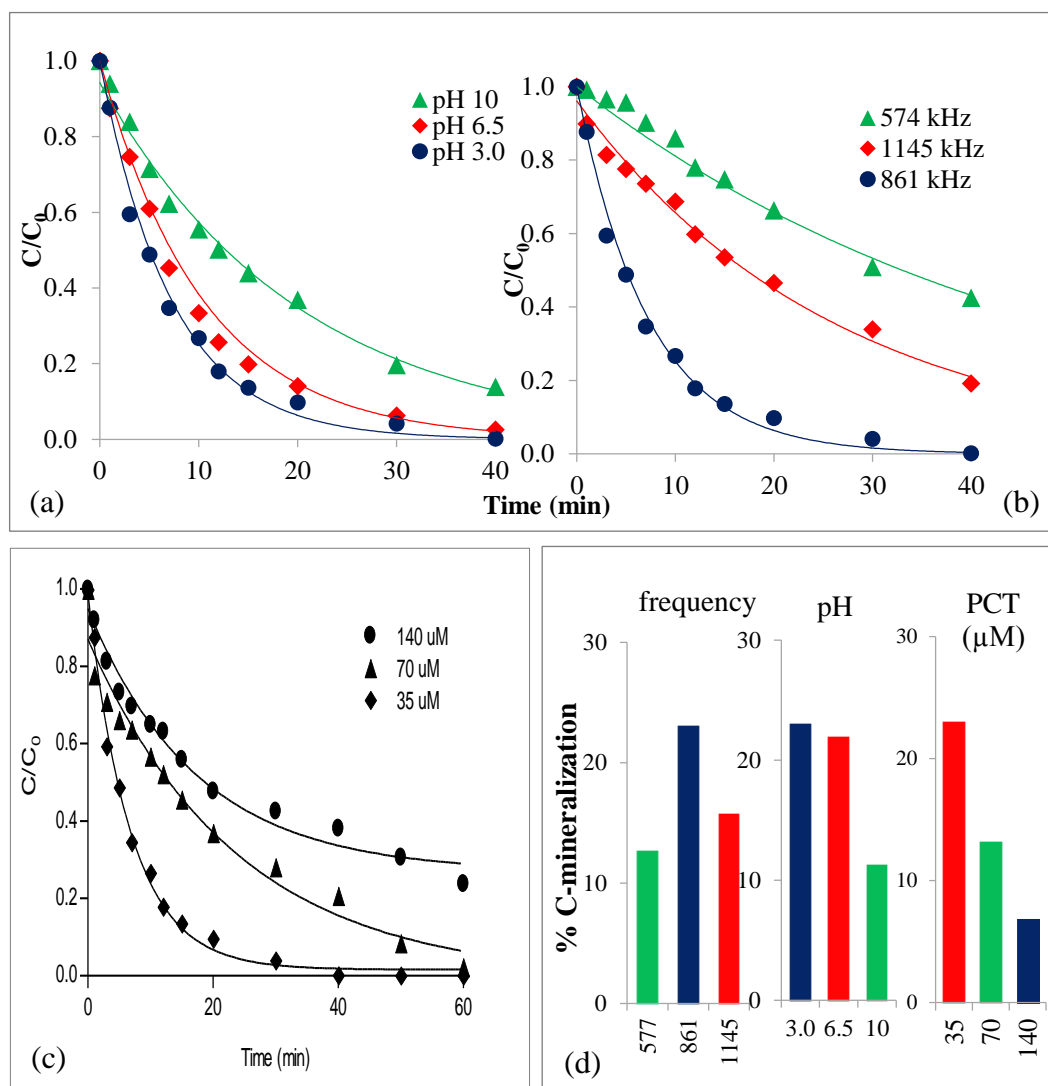 1.0
0.8
0.6
0.4
0.2
0.0
C/C₀
pH 10
pH 6.5
pH 3.0
0 10 20 30 40
(a)
1.0
0.8
0.6
0.4
0.2
0.0
C/C₀
574 kHz
1145 kHz
861 kHz
0 10 20 30 40
Time (min)
(b)
1.0
0.8
0.6
0.4
0.2
0.0
C/C₀
140 uM
70 uM
35 uM
0 20 40 60
Time (min)
(c)
% C-mineralization
frequency
30
20
10
0
577 861 1145
pH
30
20
10
0
3.0 6.5 10
PCT
(µM)
30
20
10
0
35 70 140
(d)